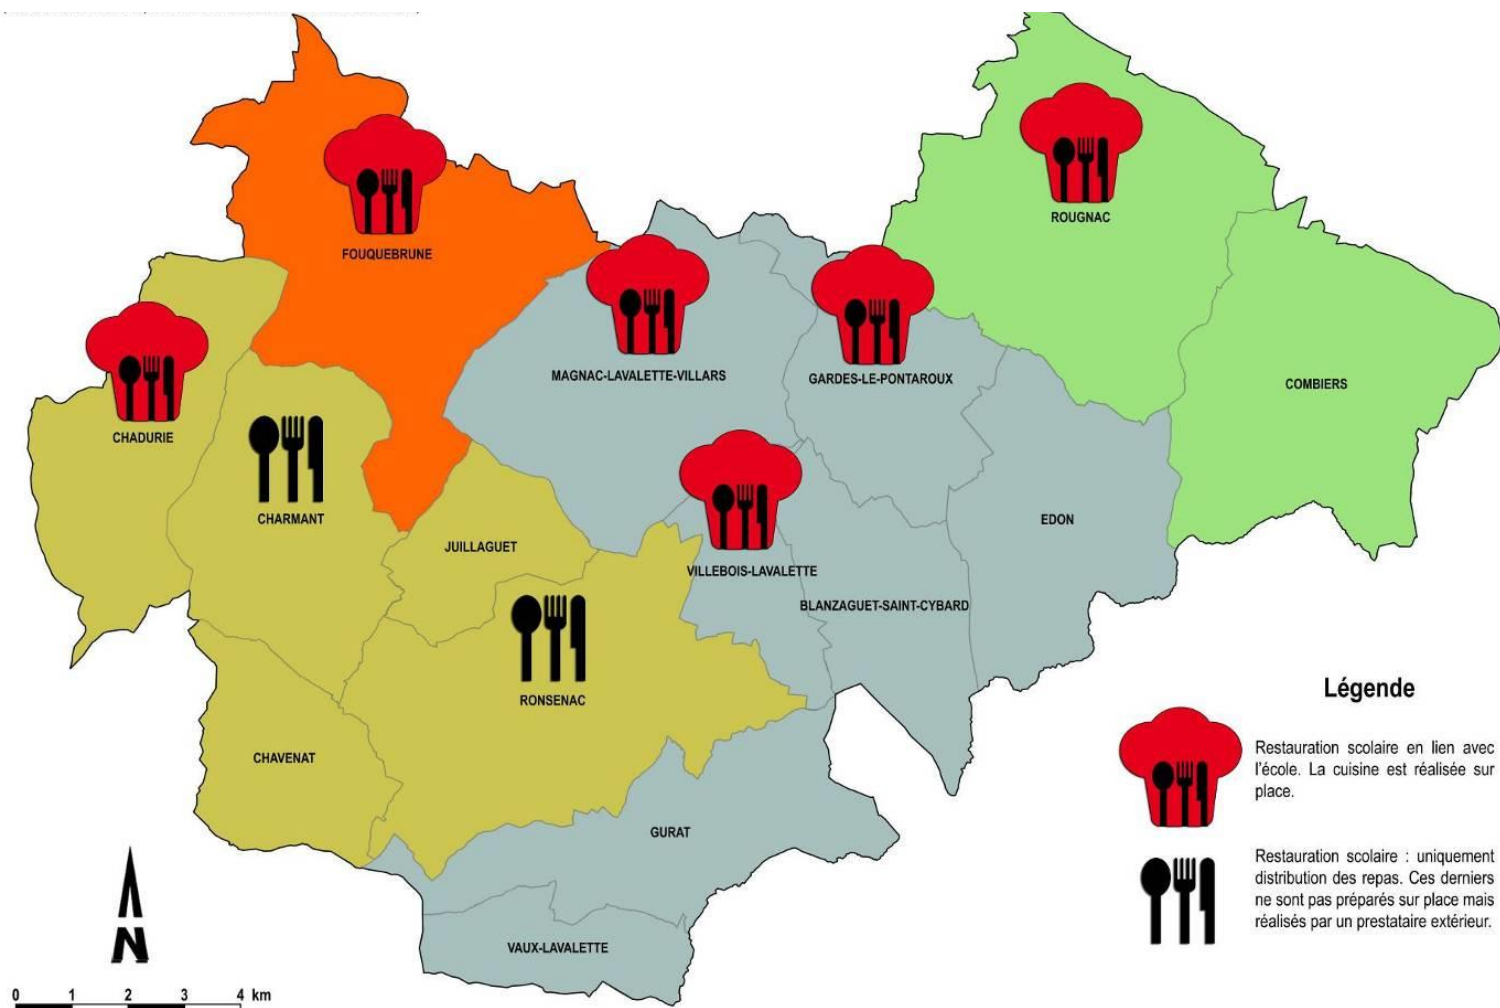 ROUGNAC
FOUQUEBRUNE
MAGNAC-LAVALETTE-VILLARS
GARDES-LE-PONTAROUX
COMBIERS
CHADURIE
CHARMANT
EDON
JUILLAGUET
VILLEBOIS-LAVALETTE
BLANZAGUET-SAINT-CYBARD
RONSENAC
CHAVENAT
GURAT
VAUX-LAVALETTE
Légende
Restauration scolaire en lien avec
l'école. La cuisine est réalisée sur
place.
Restauration scolaire : uniquement
distribution des repas. Ces derniers
ne sont pas préparés sur place mais
réalisés par un prestataire extérieur.
N
0 1 2 3 4 km